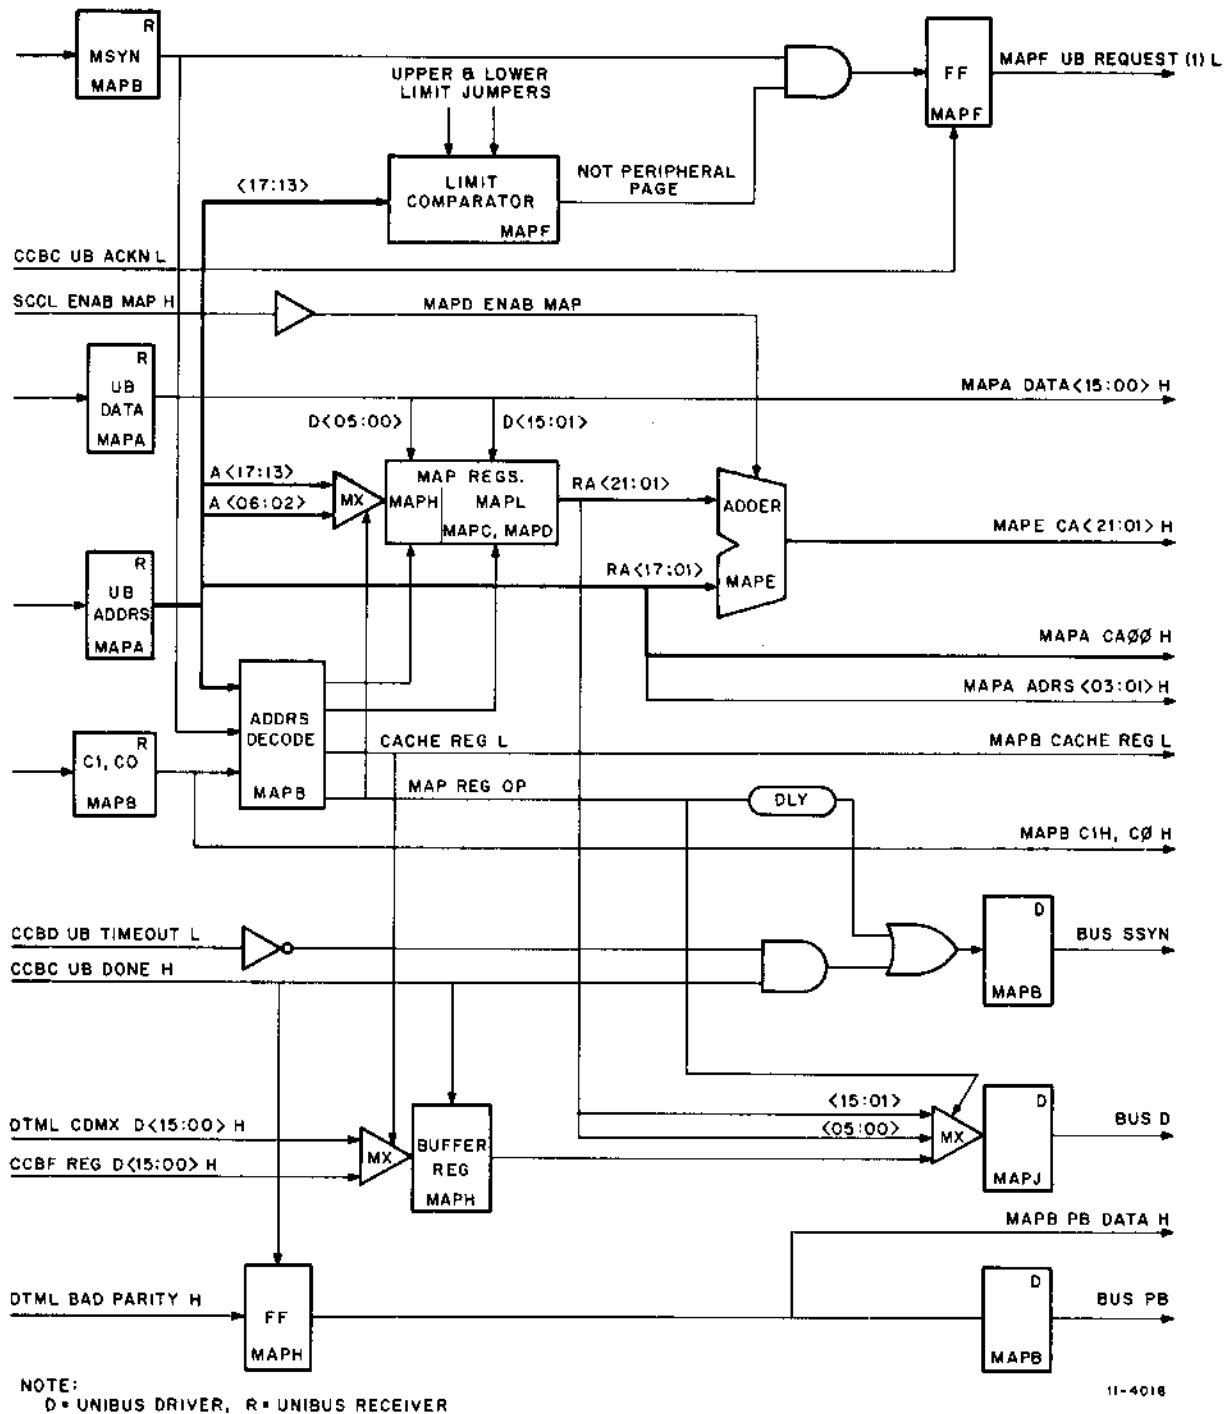 R
MSYN
MAPB
UPPER & LOWER
LIMIT JUMPERS
FF
MAPF
MAPF UB REQUEST (1) L
<17:13>
LIMIT
COMPARATOR
MAPF
NOT PERIPHERAL
PAGE
CCBC UB ACKN L
SCCL ENAB MAP H
MAPD ENAB MAP
R
UB
DATA
MAPA
MAPA DATA<15:00> H
D<05:00>
D<15:01>
A<17:13>
A<06:02>
MX
MAP REGS.
MAPH
MAPL
MAPC, MAPD
RA<21:01>
ADDER
MAPE
MAPE CA<21:01> H
RA<17:01>
R
UB
ADDRS
MAPA
MAPA CAØØ H
MAPA ADRS<03:01> H
ADDRS
DECODE
MAPB
CACHE REG L
MAPB CACHE REG L
R
C1, C0
MAPB
MAP REG OP
DLY
MAPB C1H, CØ H
CCBD UB TIMEOUT L
CCBC UB DONE H
D
MAPB
BUS SSYN
DTML CDMX D<15:00> H
CCBF REG D<15:00> H
MX
BUFFER
REG
MAPH
<15:01>
<05:00>
MX
D
MAPJ
BUS D
MAPB PB DATA H
DTML BAD PARITY H
FF
MAPH
D
MAPB
BUS PB
NOTE:
D = UNIBUS DRIVER, R = UNIBUS RECEIVER
11-4018